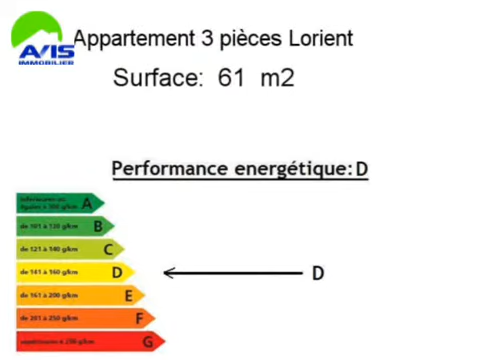 AVIS
IMMOBILIER
Appartement 3 pièces Lorient
Surface: 61 m2
Performance energétique: D
A
de 101 à 120 g/km B
de 121 à 140 g/km C
de 141 à 160 g/km D
D
de 161 à 200 g/km E
de 201 à 250 g/km F
G